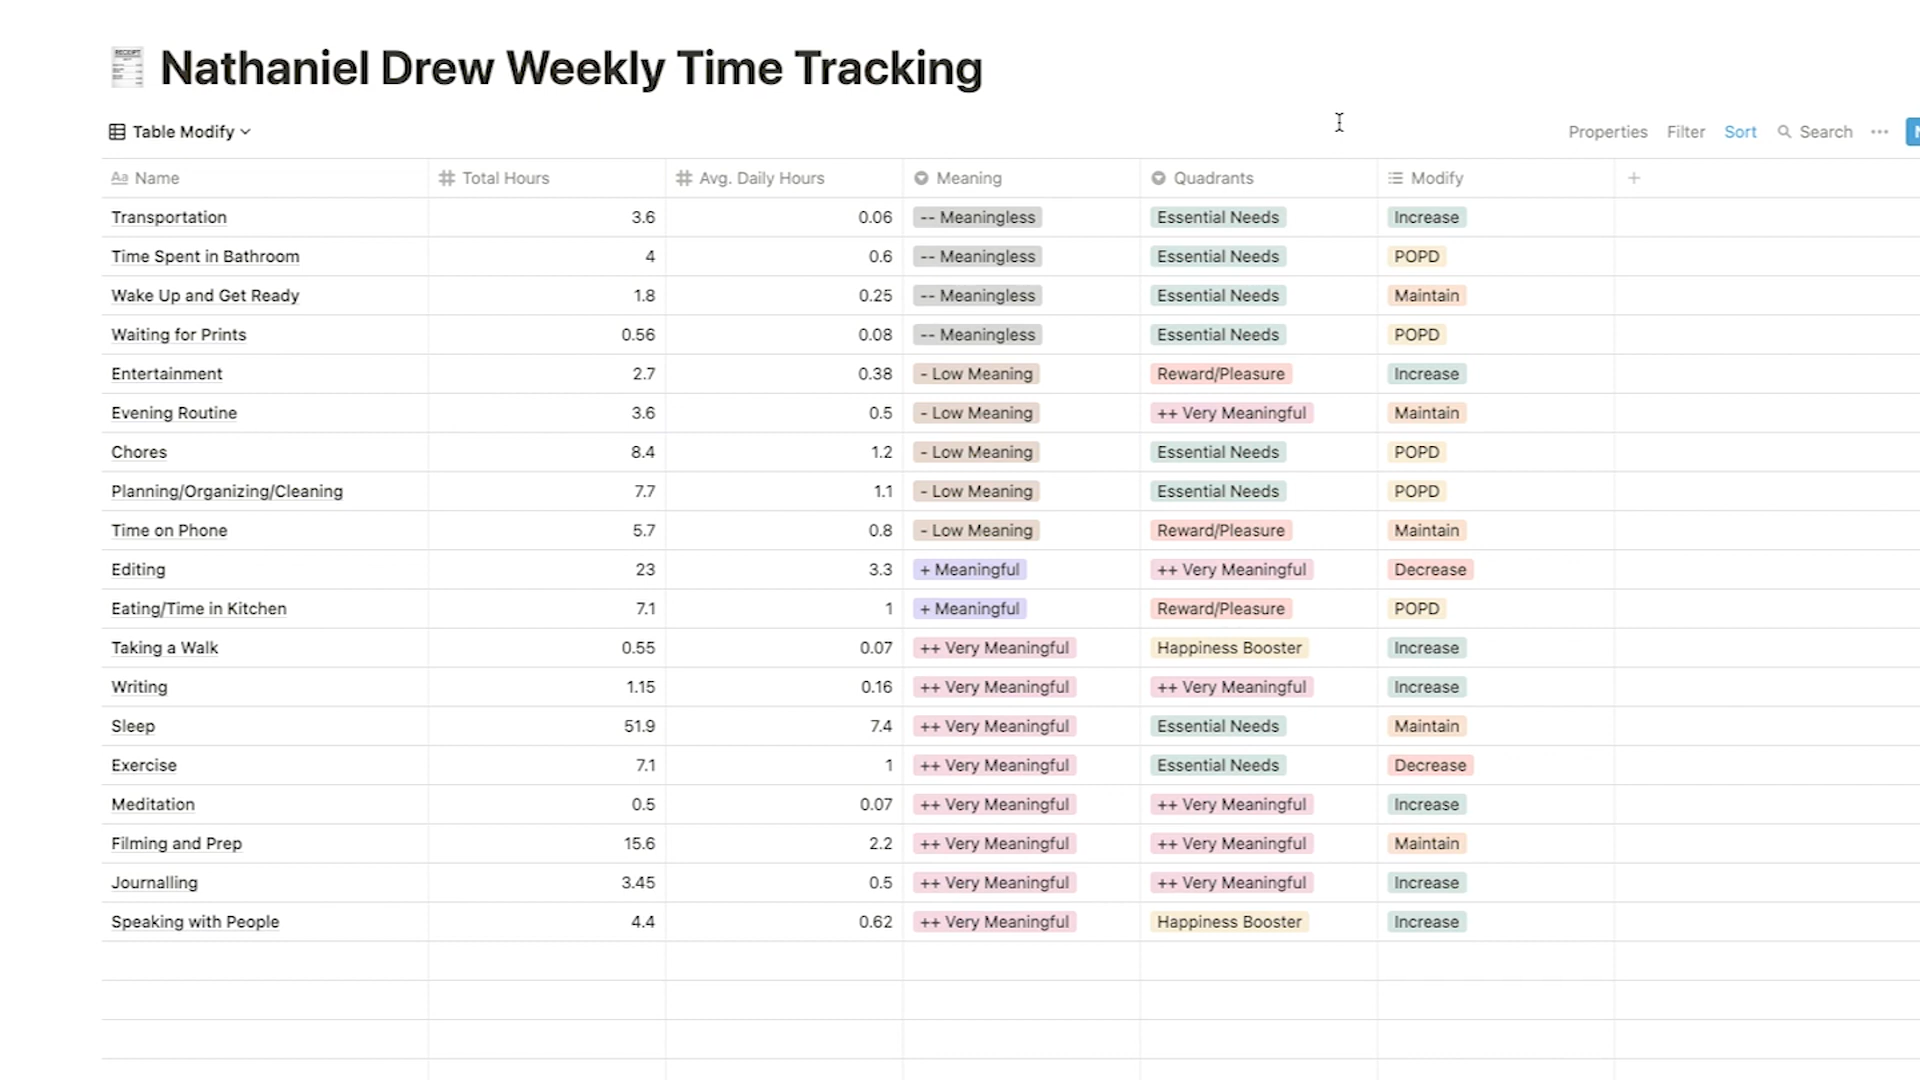 Nathaniel Drew Weekly Time Tracking
Table Modify Properties Filter Sort Search
Aa Name # Total Hours # Avg. Daily Hours Meaning Quadrants Modify +
Transportation 3.6 0.06 -- Meaningless Essential Needs Increase
Time Spent in Bathroom 4 0.6 -- Meaningless Essential Needs POPD
Wake Up and Get Ready 1.8 0.25 -- Meaningless Essential Needs Maintain
Waiting for Prints 0.56 0.08 -- Meaningless Essential Needs POPD
Entertainment 2.7 0.38 - Low Meaning Reward/Pleasure Increase
Evening Routine 3.6 0.5 - Low Meaning ++ Very Meaningful Maintain
Chores 8.4 1.2 - Low Meaning Essential Needs POPD
Planning/Organizing/Cleaning 7.7 1.1 - Low Meaning Essential Needs POPD
Time on Phone 5.7 0.8 - Low Meaning Reward/Pleasure Maintain
Editing 23 3.3 + Meaningful ++ Very Meaningful Decrease
Eating/Time in Kitchen 7.1 1 + Meaningful Reward/Pleasure POPD
Taking a Walk 0.55 0.07 ++ Very Meaningful Happiness Booster Increase
Writing 1.15 0.16 ++ Very Meaningful ++ Very Meaningful Increase
Sleep 51.9 7.4 ++ Very Meaningful Essential Needs Maintain
Exercise 7.1 1 ++ Very Meaningful Essential Needs Decrease
Meditation 0.5 0.07 ++ Very Meaningful ++ Very Meaningful Increase
Filming and Prep 15.6 2.2 ++ Very Meaningful ++ Very Meaningful Maintain
Journalling 3.45 0.5 ++ Very Meaningful ++ Very Meaningful Increase
Speaking with People 4.4 0.62 ++ Very Meaningful Happiness Booster Increase